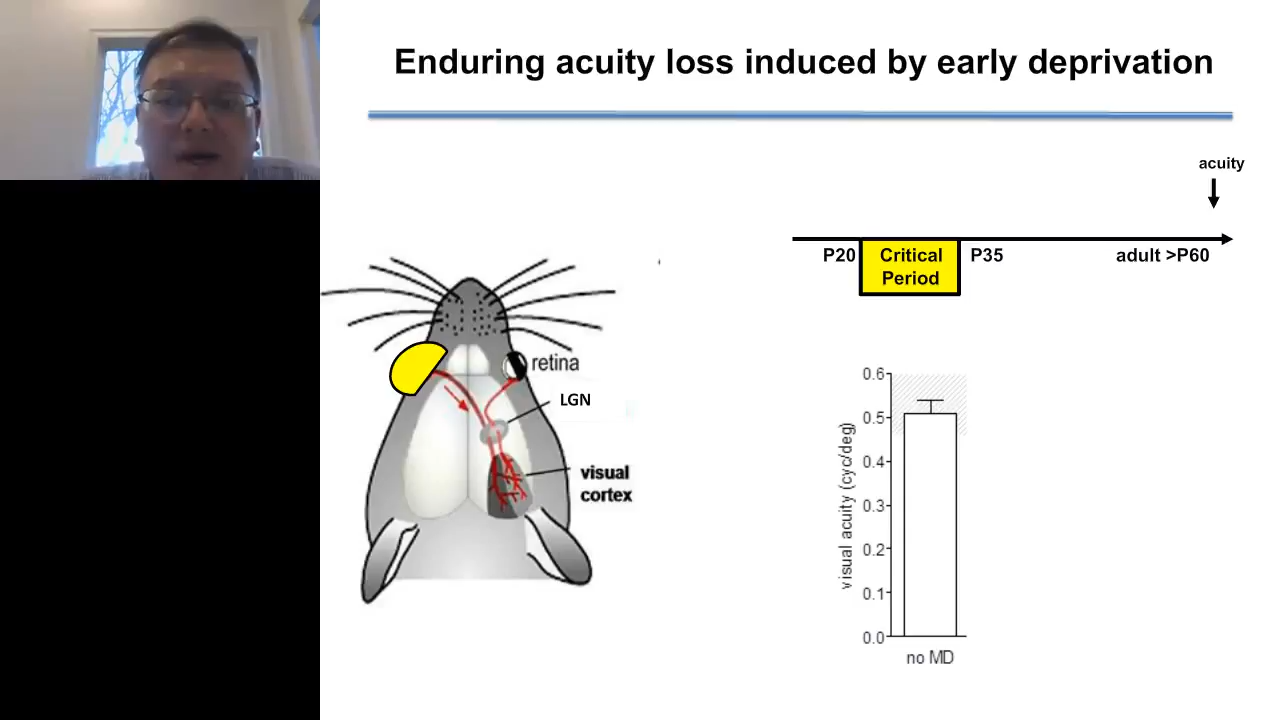 Enduring acuity loss induced by early deprivation
acuity
P20
Critical
Period
P35
adult >P60
retina
LGN
visual
cortex
visual acuity (cyc/deg)
0.6
0.5
0.4
0.3
0.2
0.1
0.0
no MD